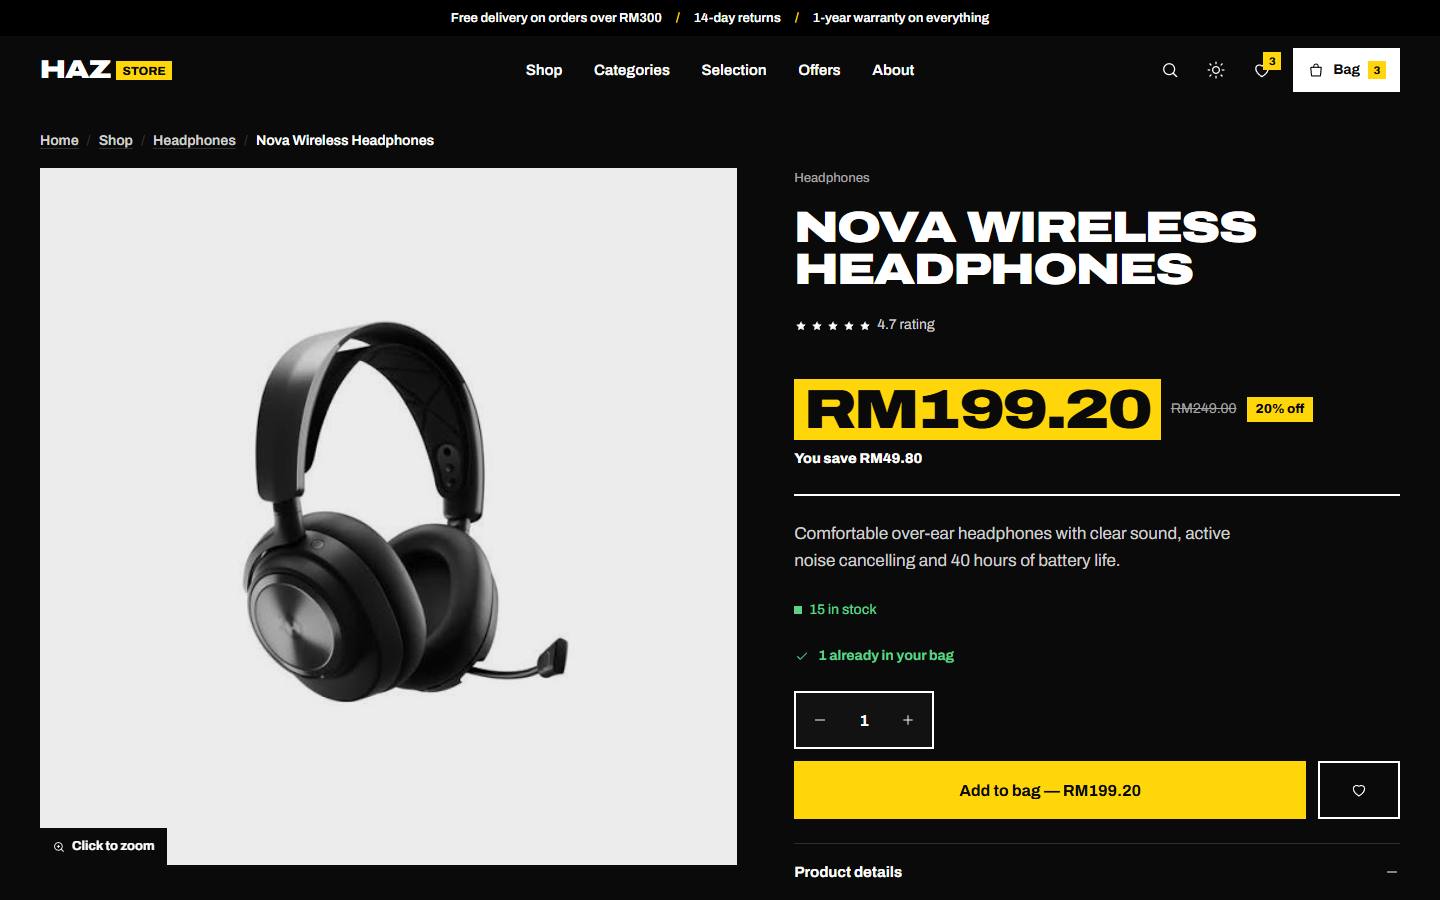 Free delivery on orders over RM300 / 14-day returns / 1-year warranty on everything
HAZ STORE
Shop Categories Selection Offers About
3
Bag 3
Home / Shop / Headphones / Nova Wireless Headphones
Headphones
NOVA WIRELESS
HEADPHONES
4.7 rating
RM199.20 RM249.00 20% off
You save RM49.80
Comfortable over-ear headphones with clear sound, active
noise cancelling and 40 hours of battery life.
15 in stock
1 already in your bag
− 1 +
Add to bag — RM199.20
Click to zoom
Product details −